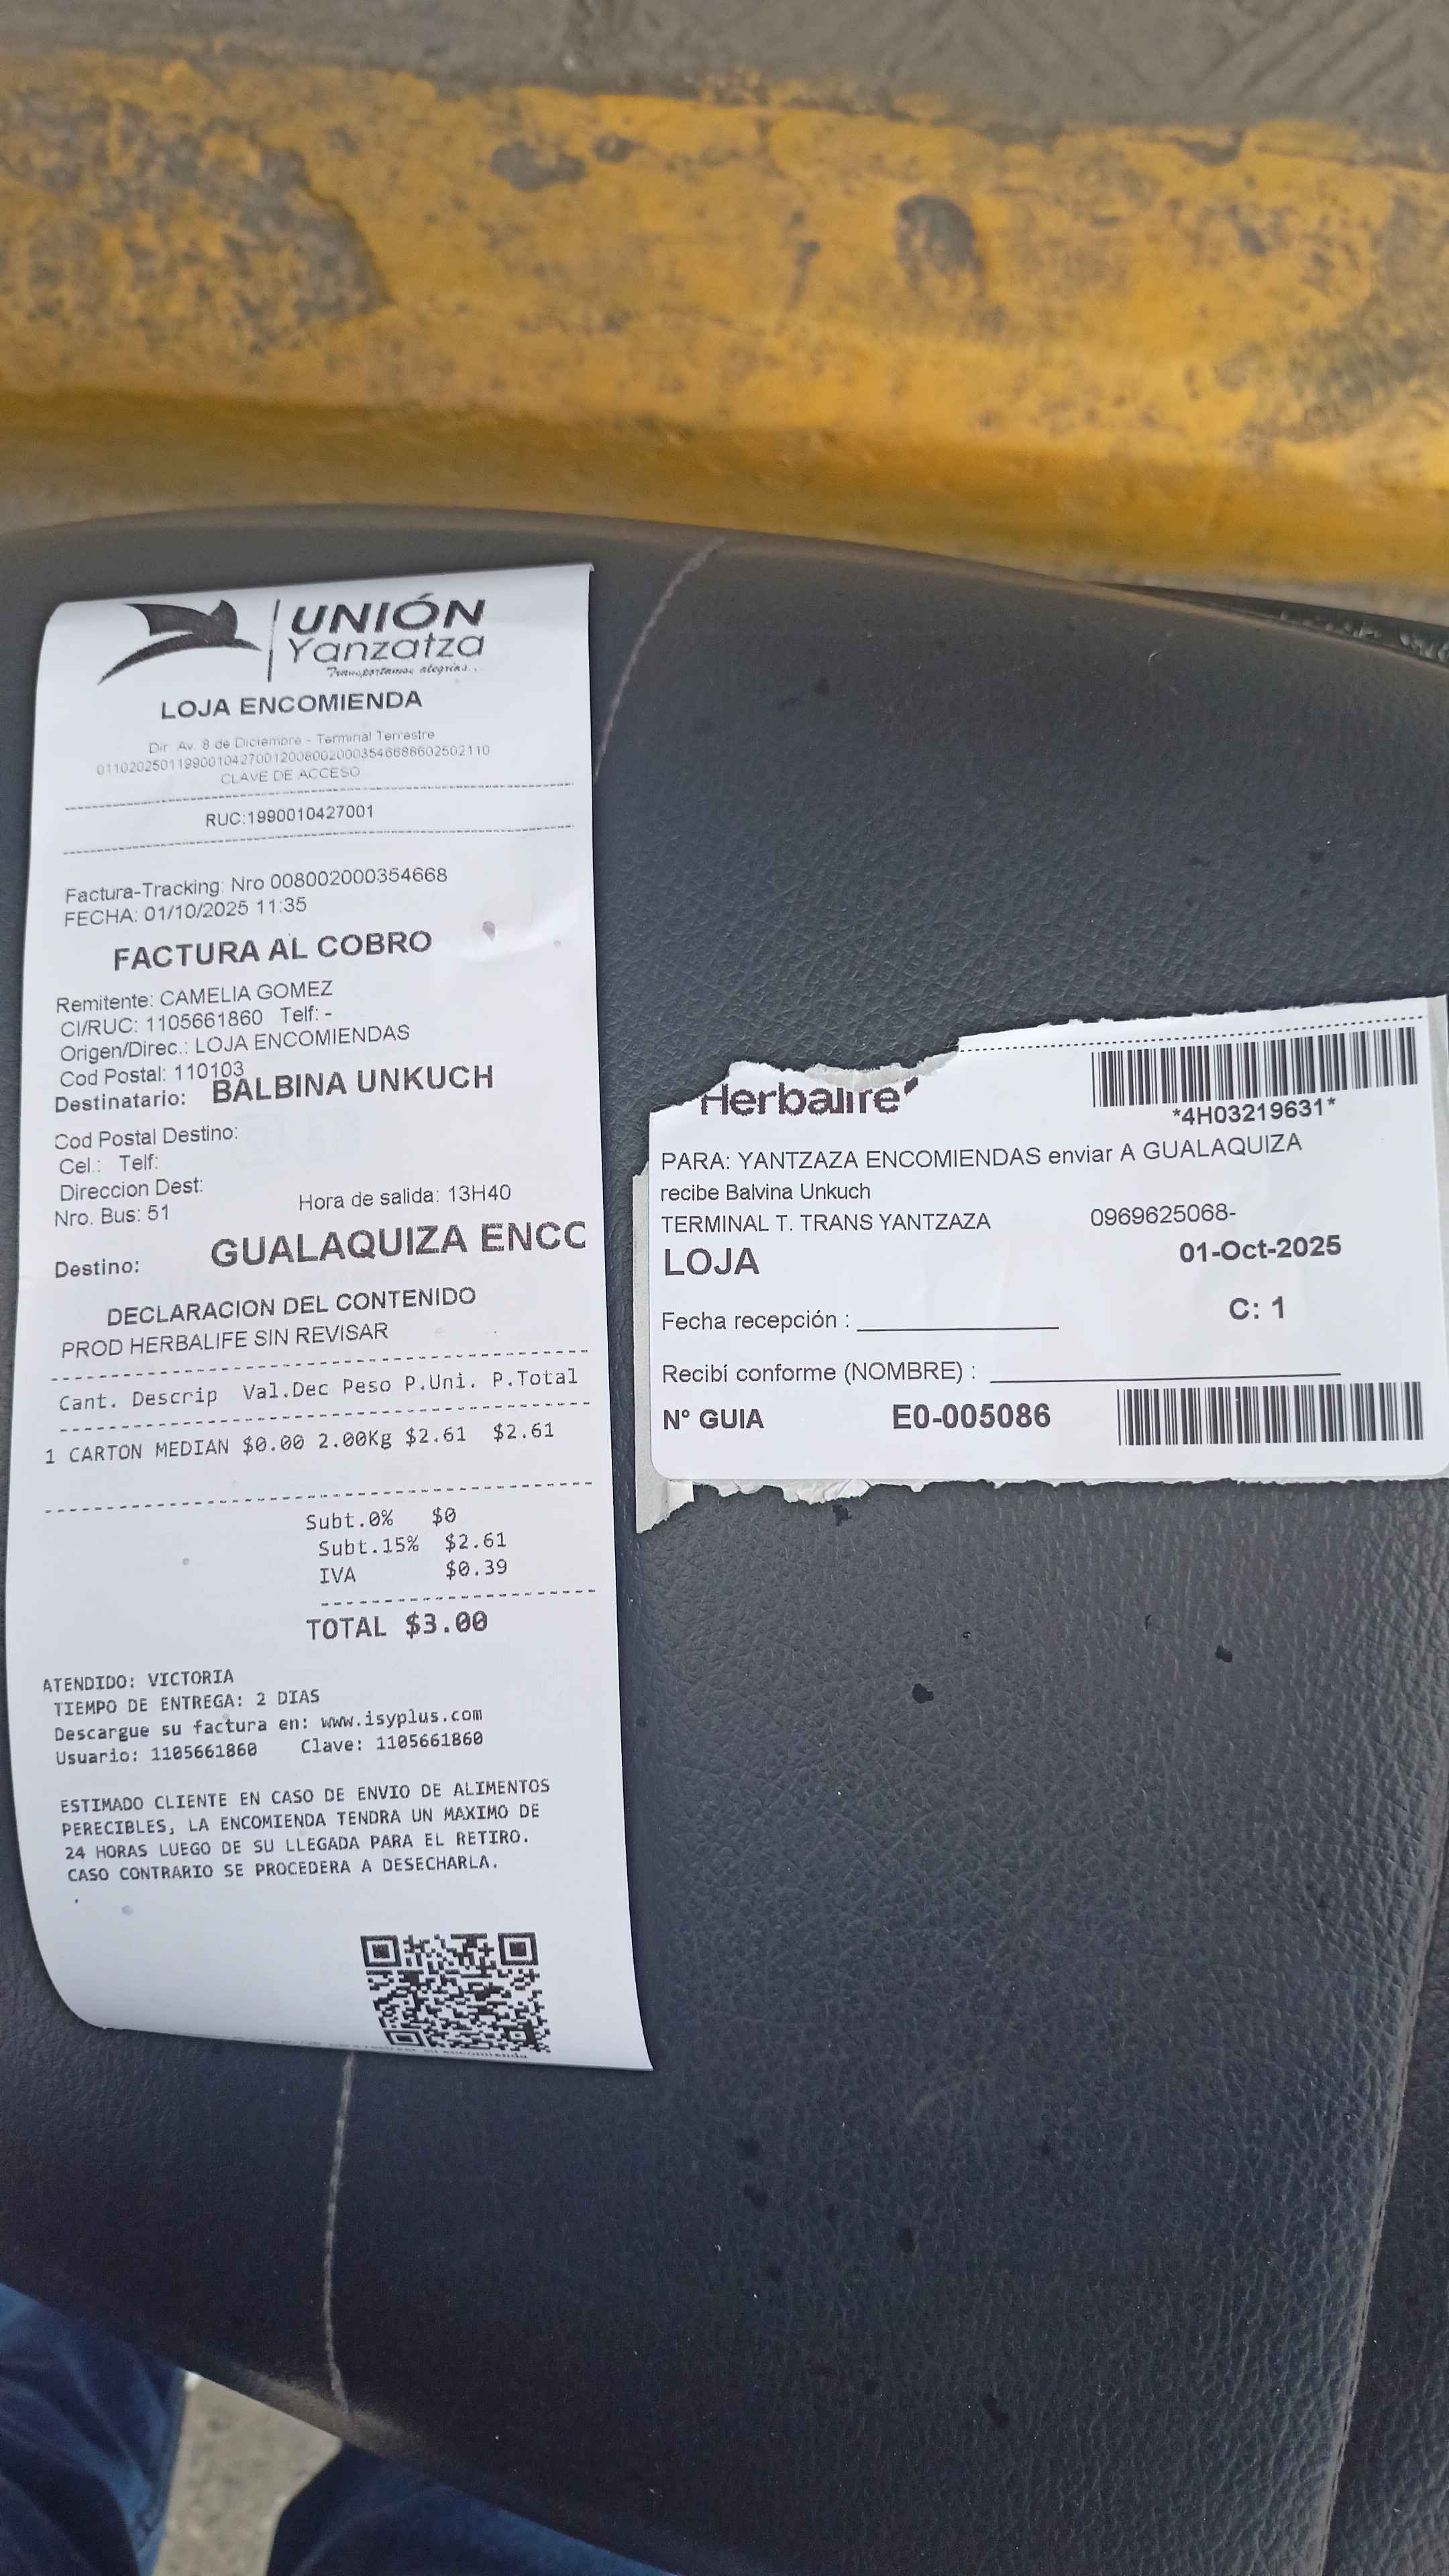 UNIÓN
Yanzatza
Transportamos alegrías..
LOJA ENCOMIENDA
Dir: Av. 8 de Diciembre - Terminal Terrestre
CLAVE DE ACCESO
RUC:1990010427001
Factura-Tracking: Nro 008002000354668
FECHA: 01/10/2025 11:35
FACTURA AL COBRO
Remitente: CAMELIA GOMEZ
CI/RUC: 1105661860 Telf: -
Origen/Direc.: LOJA ENCOMIENDAS
Cod Postal: 110103
Destinatario: BALBINA UNKUCH
Cod Postal Destino:
Cel.: Telf:
Direccion Dest:
Nro. Bus: 51 Hora de salida: 13H40
Destino: GUALAQUIZA ENCC
DECLARACION DEL CONTENIDO
PROD HERBALIFE SIN REVISAR
Cant. Descrip Val.Dec Peso P.Uni. P.Total
1 CARTON MEDIAN $0.00 2.00Kg $2.61 $2.61
Subt.0% $0
Subt.15% $2.61
IVA $0.39
TOTAL $3.00
ATENDIDO: VICTORIA
TIEMPO DE ENTREGA: 2 DIAS
Descargue su factura en: www.isyplus.com
Usuario: 1105661860 Clave: 1105661860
ESTIMADO CLIENTE EN CASO DE ENVIO DE ALIMENTOS
PERECIBLES, LA ENCOMIENDA TENDRA UN MAXIMO DE
24 HORAS LUEGO DE SU LLEGADA PARA EL RETIRO.
CASO CONTRARIO SE PROCEDERA A DESECHARLA.
Herbalife
*4H03219631*
PARA: YANTZAZA ENCOMIENDAS enviar A GUALAQUIZA
recibe Balvina Unkuch
TERMINAL T. TRANS YANTZAZA 0969625068-
LOJA 01-Oct-2025
C: 1
Fecha recepción :
Recibí conforme (NOMBRE) :
N° GUIA E0-005086